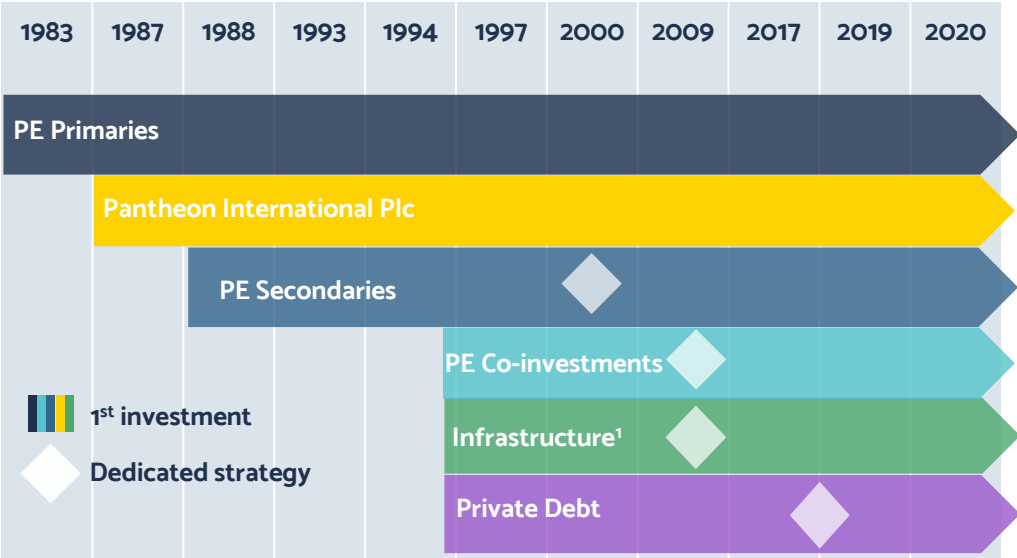 1983 1987 1988 1993 1994 1997 2000 2009 2017 2019 2020
PE Primaries
Pantheon International Plc
PE Secondaries
PE Co-investments
1st investment
Infrastructure¹
Dedicated strategy
Private Debt